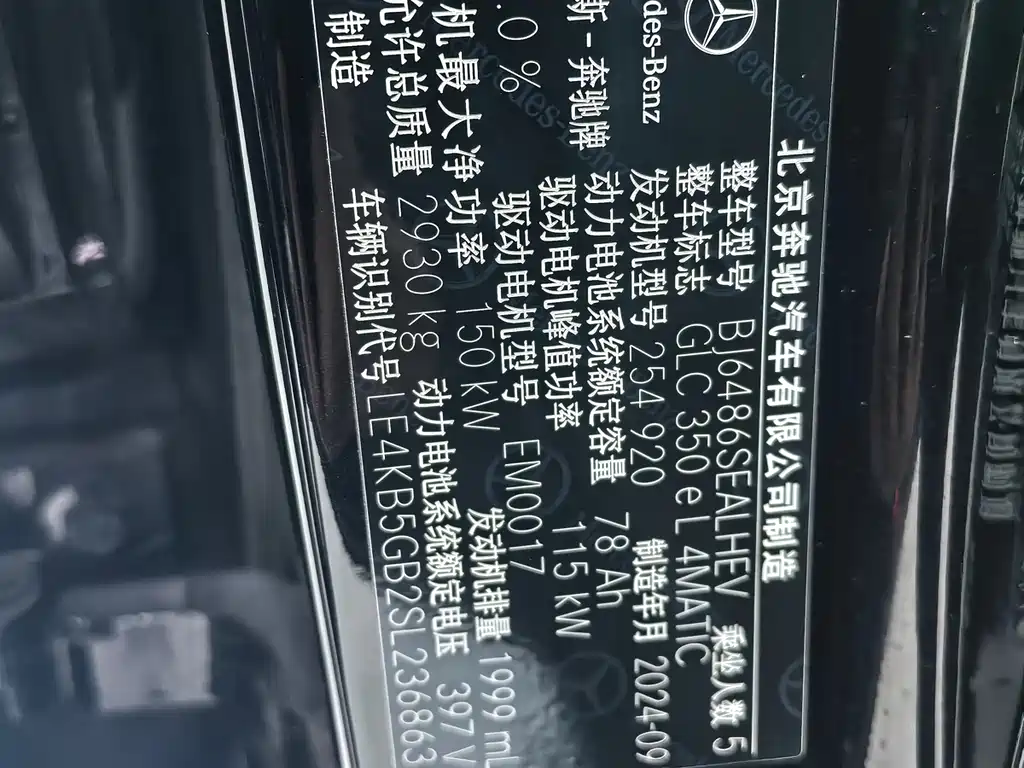 北京奔驰汽车有限公司制造
整车型号 BJ6486SEALHEV 乘坐人数 5
整车标志 GLC 350 e L 4MATIC
des-Benz 发动机型号 254 920 制造年月 2024-09
动力电池系统额定容量 78 Ah
斯-奔驰牌 驱动电机峰值功率 115 kW
.0 % 驱动电机型号 EM0017
机最大净功率 150 kW 发动机排量 1999 mL
允许总质量 2930 kg 动力电池系统额定电压 397 V
制造 车辆识别代号 LE4KB5GB2SL236863
Mercedes-Benz